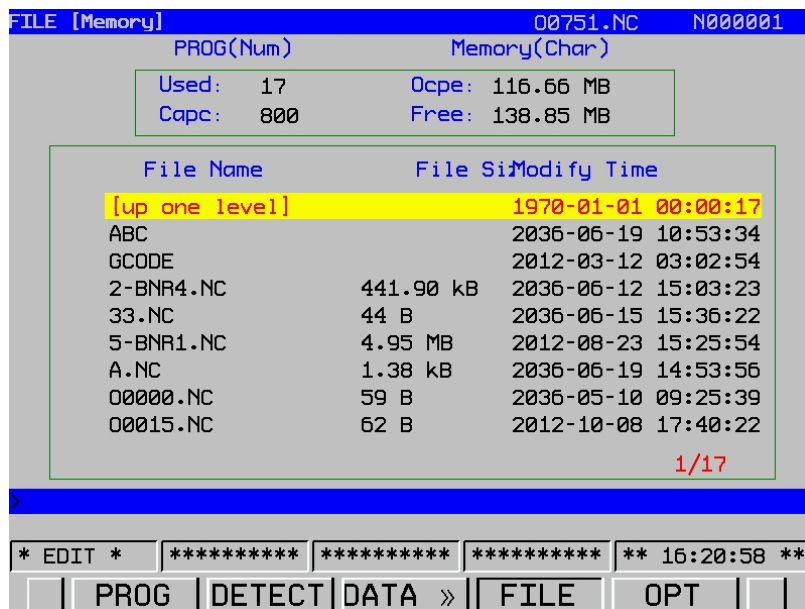 FILE [Memory] O0751.NC N000001
PROG(Num) Memory(Char)
Used: 17 Ocpe: 116.66 MB
Capc: 800 Free: 138.85 MB
File Name File Si Modify Time
[up one level] 1970-01-01 00:00:17
ABC 2036-06-19 10:53:34
GCODE 2012-03-12 03:02:54
2-BNR4.NC 441.90 kB 2036-06-12 15:03:23
33.NC 44 B 2036-06-15 15:36:22
5-BNR1.NC 4.95 MB 2012-08-23 15:25:54
A.NC 1.38 kB 2036-06-19 14:53:56
O0000.NC 59 B 2036-05-10 09:25:39
O0015.NC 62 B 2012-10-08 17:40:22
1/17
>
* EDIT * ********** ********** ********** ** 16:20:58 **
PROG DETECT DATA » FILE OPT